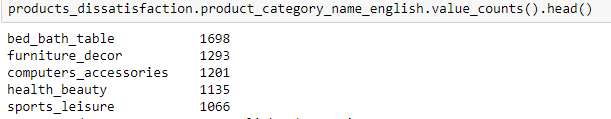 products_dissatisfaction.product_category_name_english.value_counts().head()
bed_bath_table 1698
furniture_decor 1293
computers_accessories 1201
health_beauty 1135
sports_leisure 1066